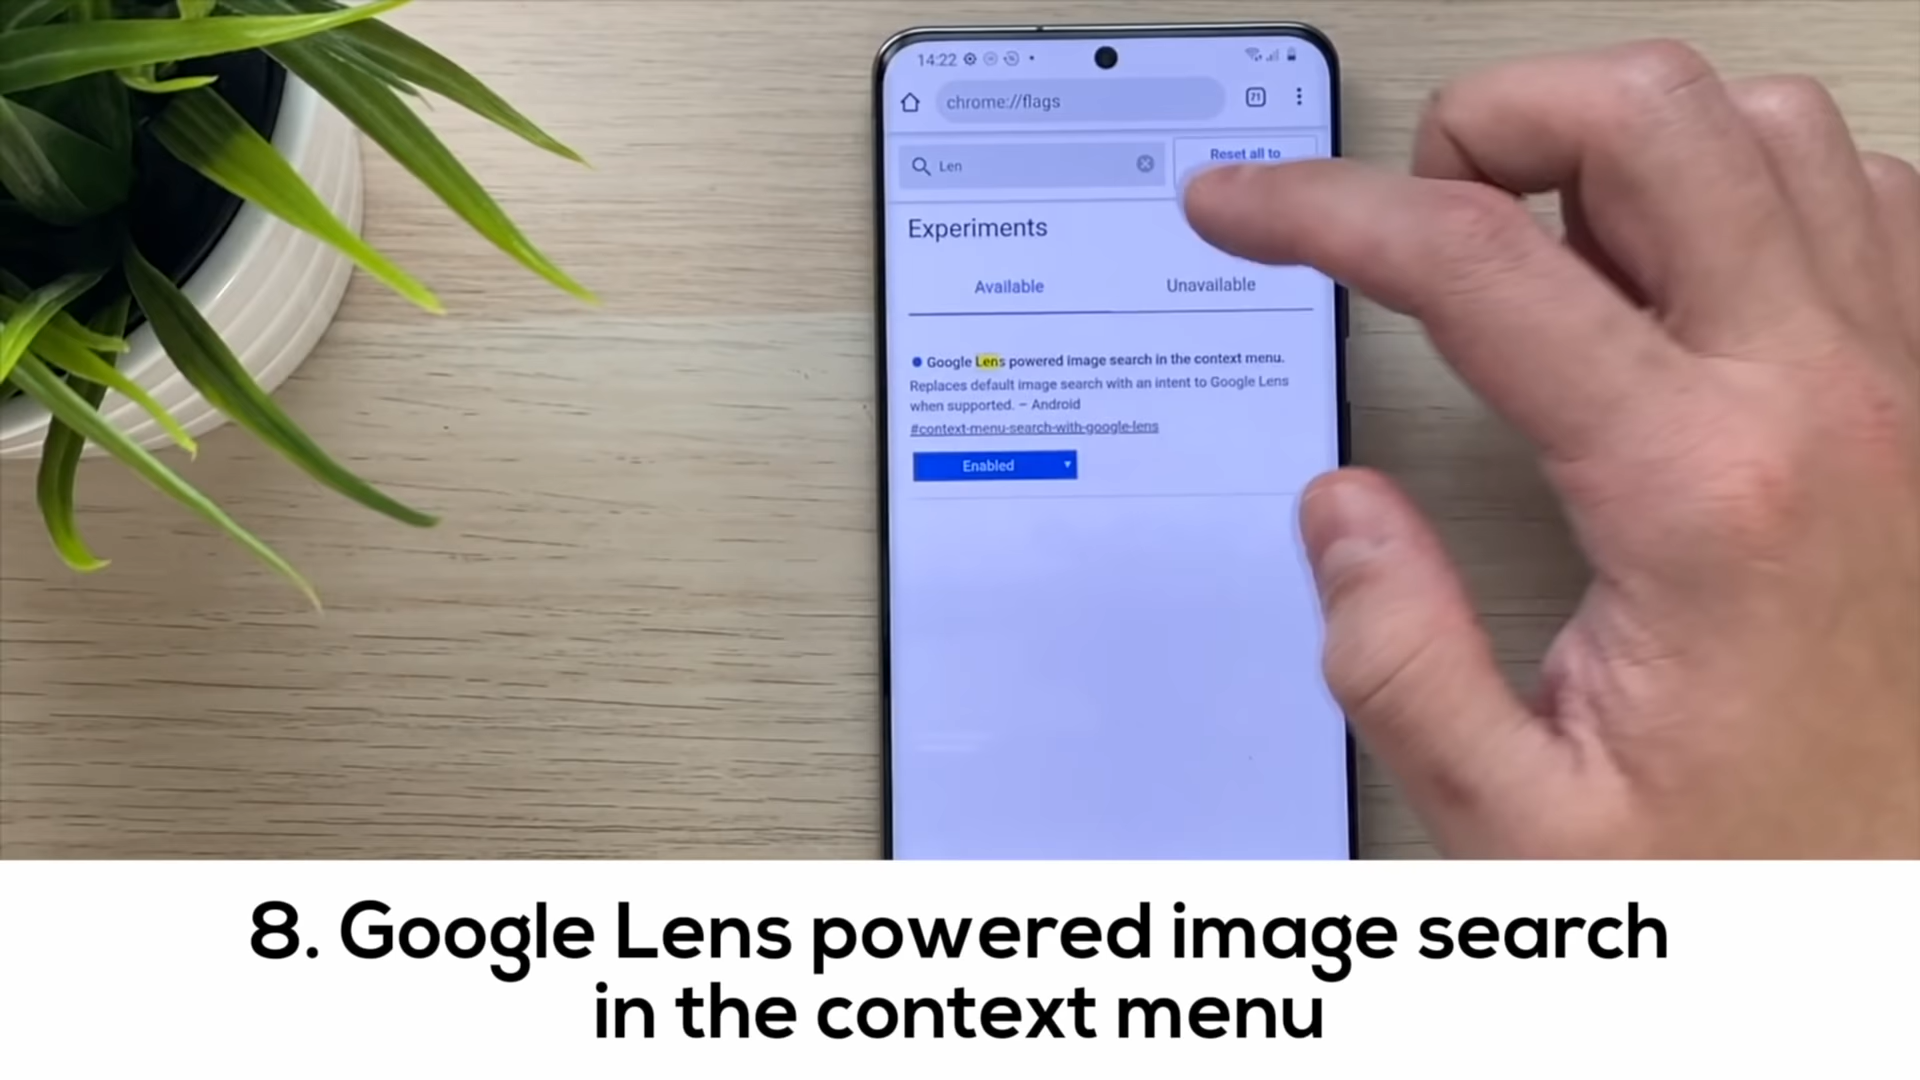 14:22
chrome://flags
71
Len
Reset all to
Experiments
Available
Unavailable
Google Lens powered image search in the context menu.
Replaces default image search with an intent to Google Lens
when supported. – Android
#context-menu-search-with-google-lens
Enabled
8. Google Lens powered image search
in the context menu